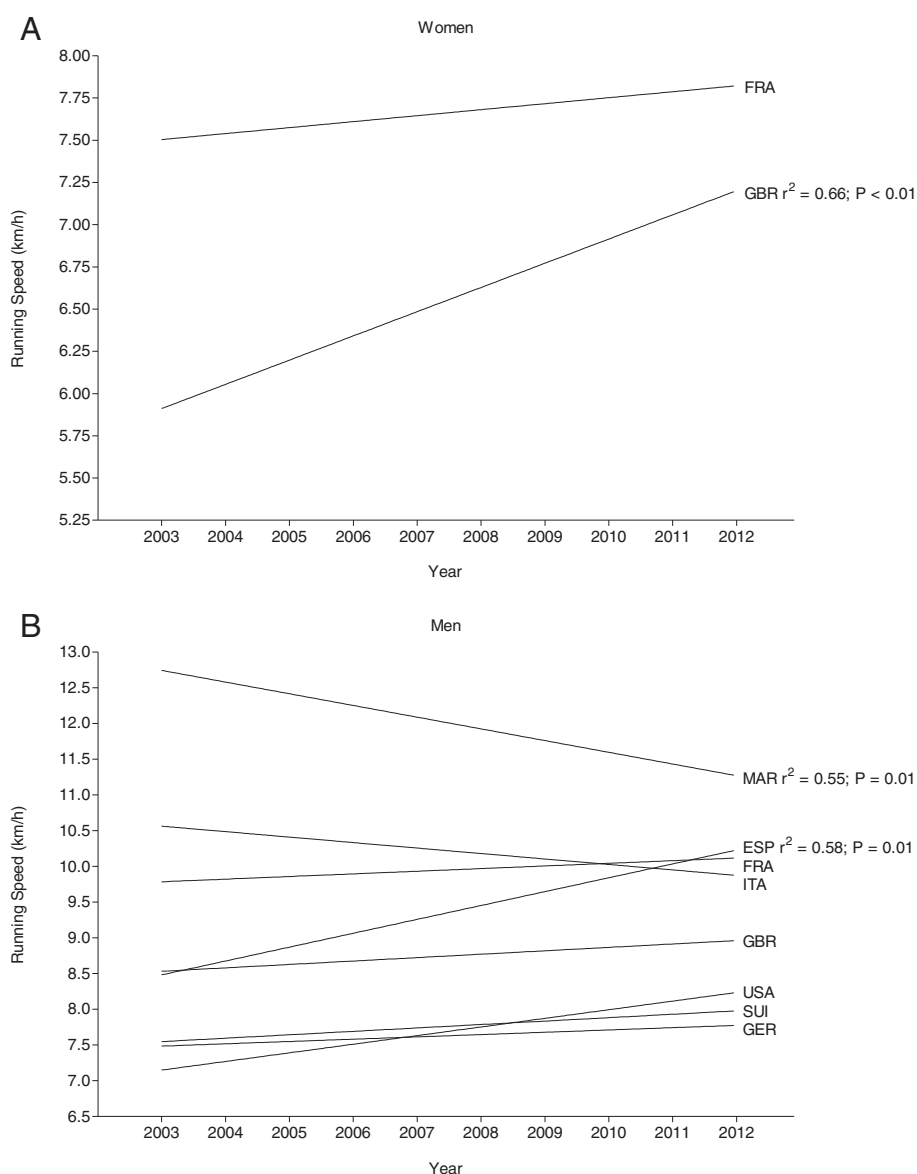 A
Women
8.00
7.75
7.50
7.25
7.00
6.75
6.50
6.25
6.00
5.75
5.50
5.25
Running Speed (km/h)
FRA
GBR r² = 0.66; P < 0.01
2003 2004 2005 2006 2007 2008 2009 2010 2011 2012
Year
B
Men
13.0
12.5
12.0
11.5
11.0
10.5
10.0
9.5
9.0
8.5
8.0
7.5
7.0
6.5
Running Speed (km/h)
MAR r² = 0.55; P = 0.01
ESP r² = 0.58; P = 0.01
FRA
ITA
GBR
USA
SUI
GER
2003 2004 2005 2006 2007 2008 2009 2010 2011 2012
Year